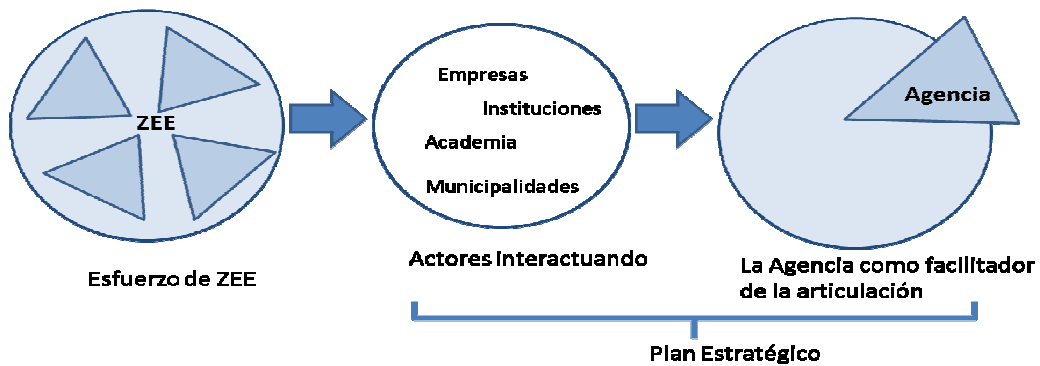 ZEE
Esfuerzo de ZEE
Empresas
Instituciones
Academia
Municipalidades
Actores interactuando
Agencia
La Agencia como facilitador
de la articulación
Plan Estratégico